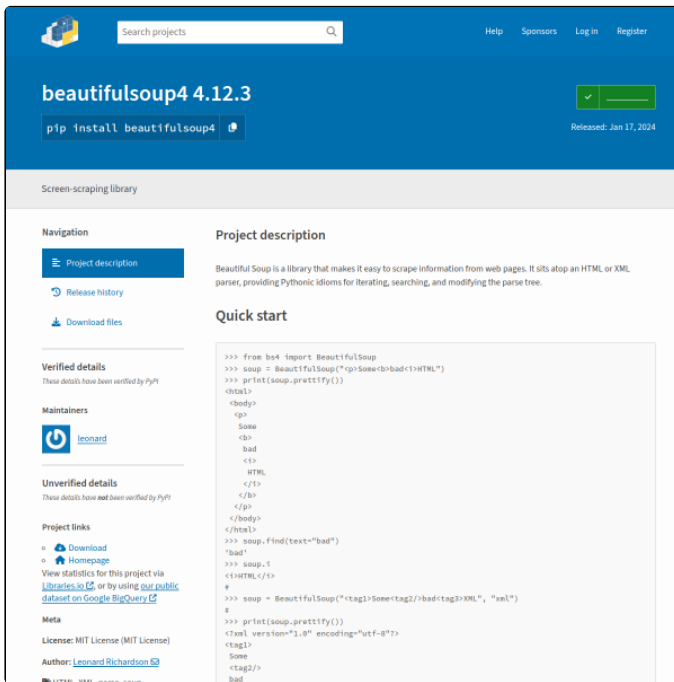 Search projects
Help Sponsors Log in Register
beautifulsoup4 4.12.3
pip install beautifulsoup4
Released: Jan 17, 2024
Screen-scraping library
Navigation
Project description
Release history
Download files
Verified details
These details have been verified by PyPI
Maintainers
leonard
Unverified details
These details have not been verified by PyPI
Project links
Download
Homepage
View statistics for this project via
Libraries.io, or by using our public
dataset on Google BigQuery
Meta
License: MIT License (MIT License)
Author: Leonard Richardson
Project description
Beautiful Soup is a library that makes it easy to scrape information from web pages. It sits atop an HTML or XML
parser, providing Pythonic idioms for iterating, searching, and modifying the parse tree.
Quick start
>>> from bs4 import BeautifulSoup
>>> soup = BeautifulSoup("<p>Some<b>bad<i>HTML")
>>> print(soup.prettify())
<html>
<body>
<p>
Some
<b>
bad
<i>
HTML
</i>
</b>
</p>
</body>
</html>
>>> soup.find(text="bad")
'bad'
>>> soup.i
<i>HTML</i>
#
>>> soup = BeautifulSoup("<tag1>Some<tag2/>bad<tag3>XML", "xml")
#
>>> print(soup.prettify())
<?xml version="1.0" encoding="utf-8"?>
<tag1>
Some
<tag2/>
bad